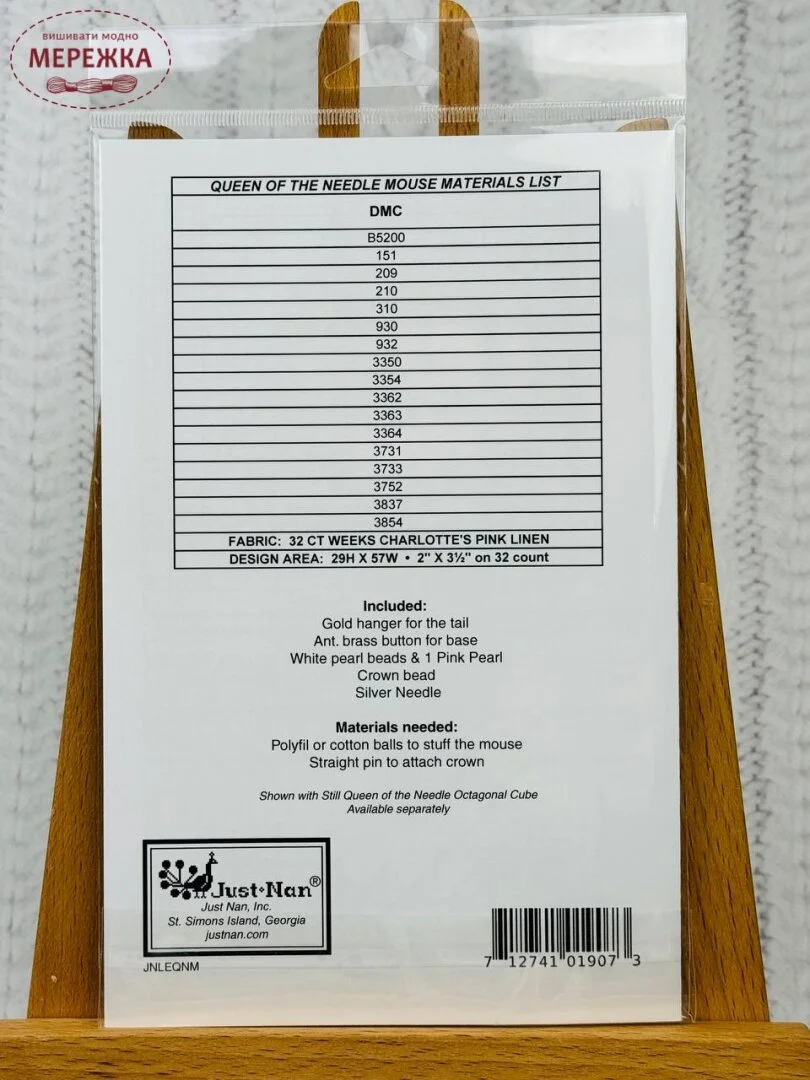 вишивати модно
МЕРЕЖКА
QUEEN OF THE NEEDLE MOUSE MATERIALS LIST
DMC
B5200
151
209
210
310
930
932
3350
3354
3362
3363
3364
3731
3733
3752
3837
3854
FABRIC: 32 CT WEEKS CHARLOTTE'S PINK LINEN
DESIGN AREA: 29H X 57W • 2" X 3½" on 32 count
Included:
Gold hanger for the tail
Ant. brass button for base
White pearl beads & 1 Pink Pearl
Crown bead
Silver Needle
Materials needed:
Polyfil or cotton balls to stuff the mouse
Straight pin to attach crown
Shown with Still Queen of the Needle Octagonal Cube
Available separately
Just•Nan®
Just Nan, Inc.
St. Simons Island, Georgia
justnan.com
JNLEQNM
7 12741 01907 3